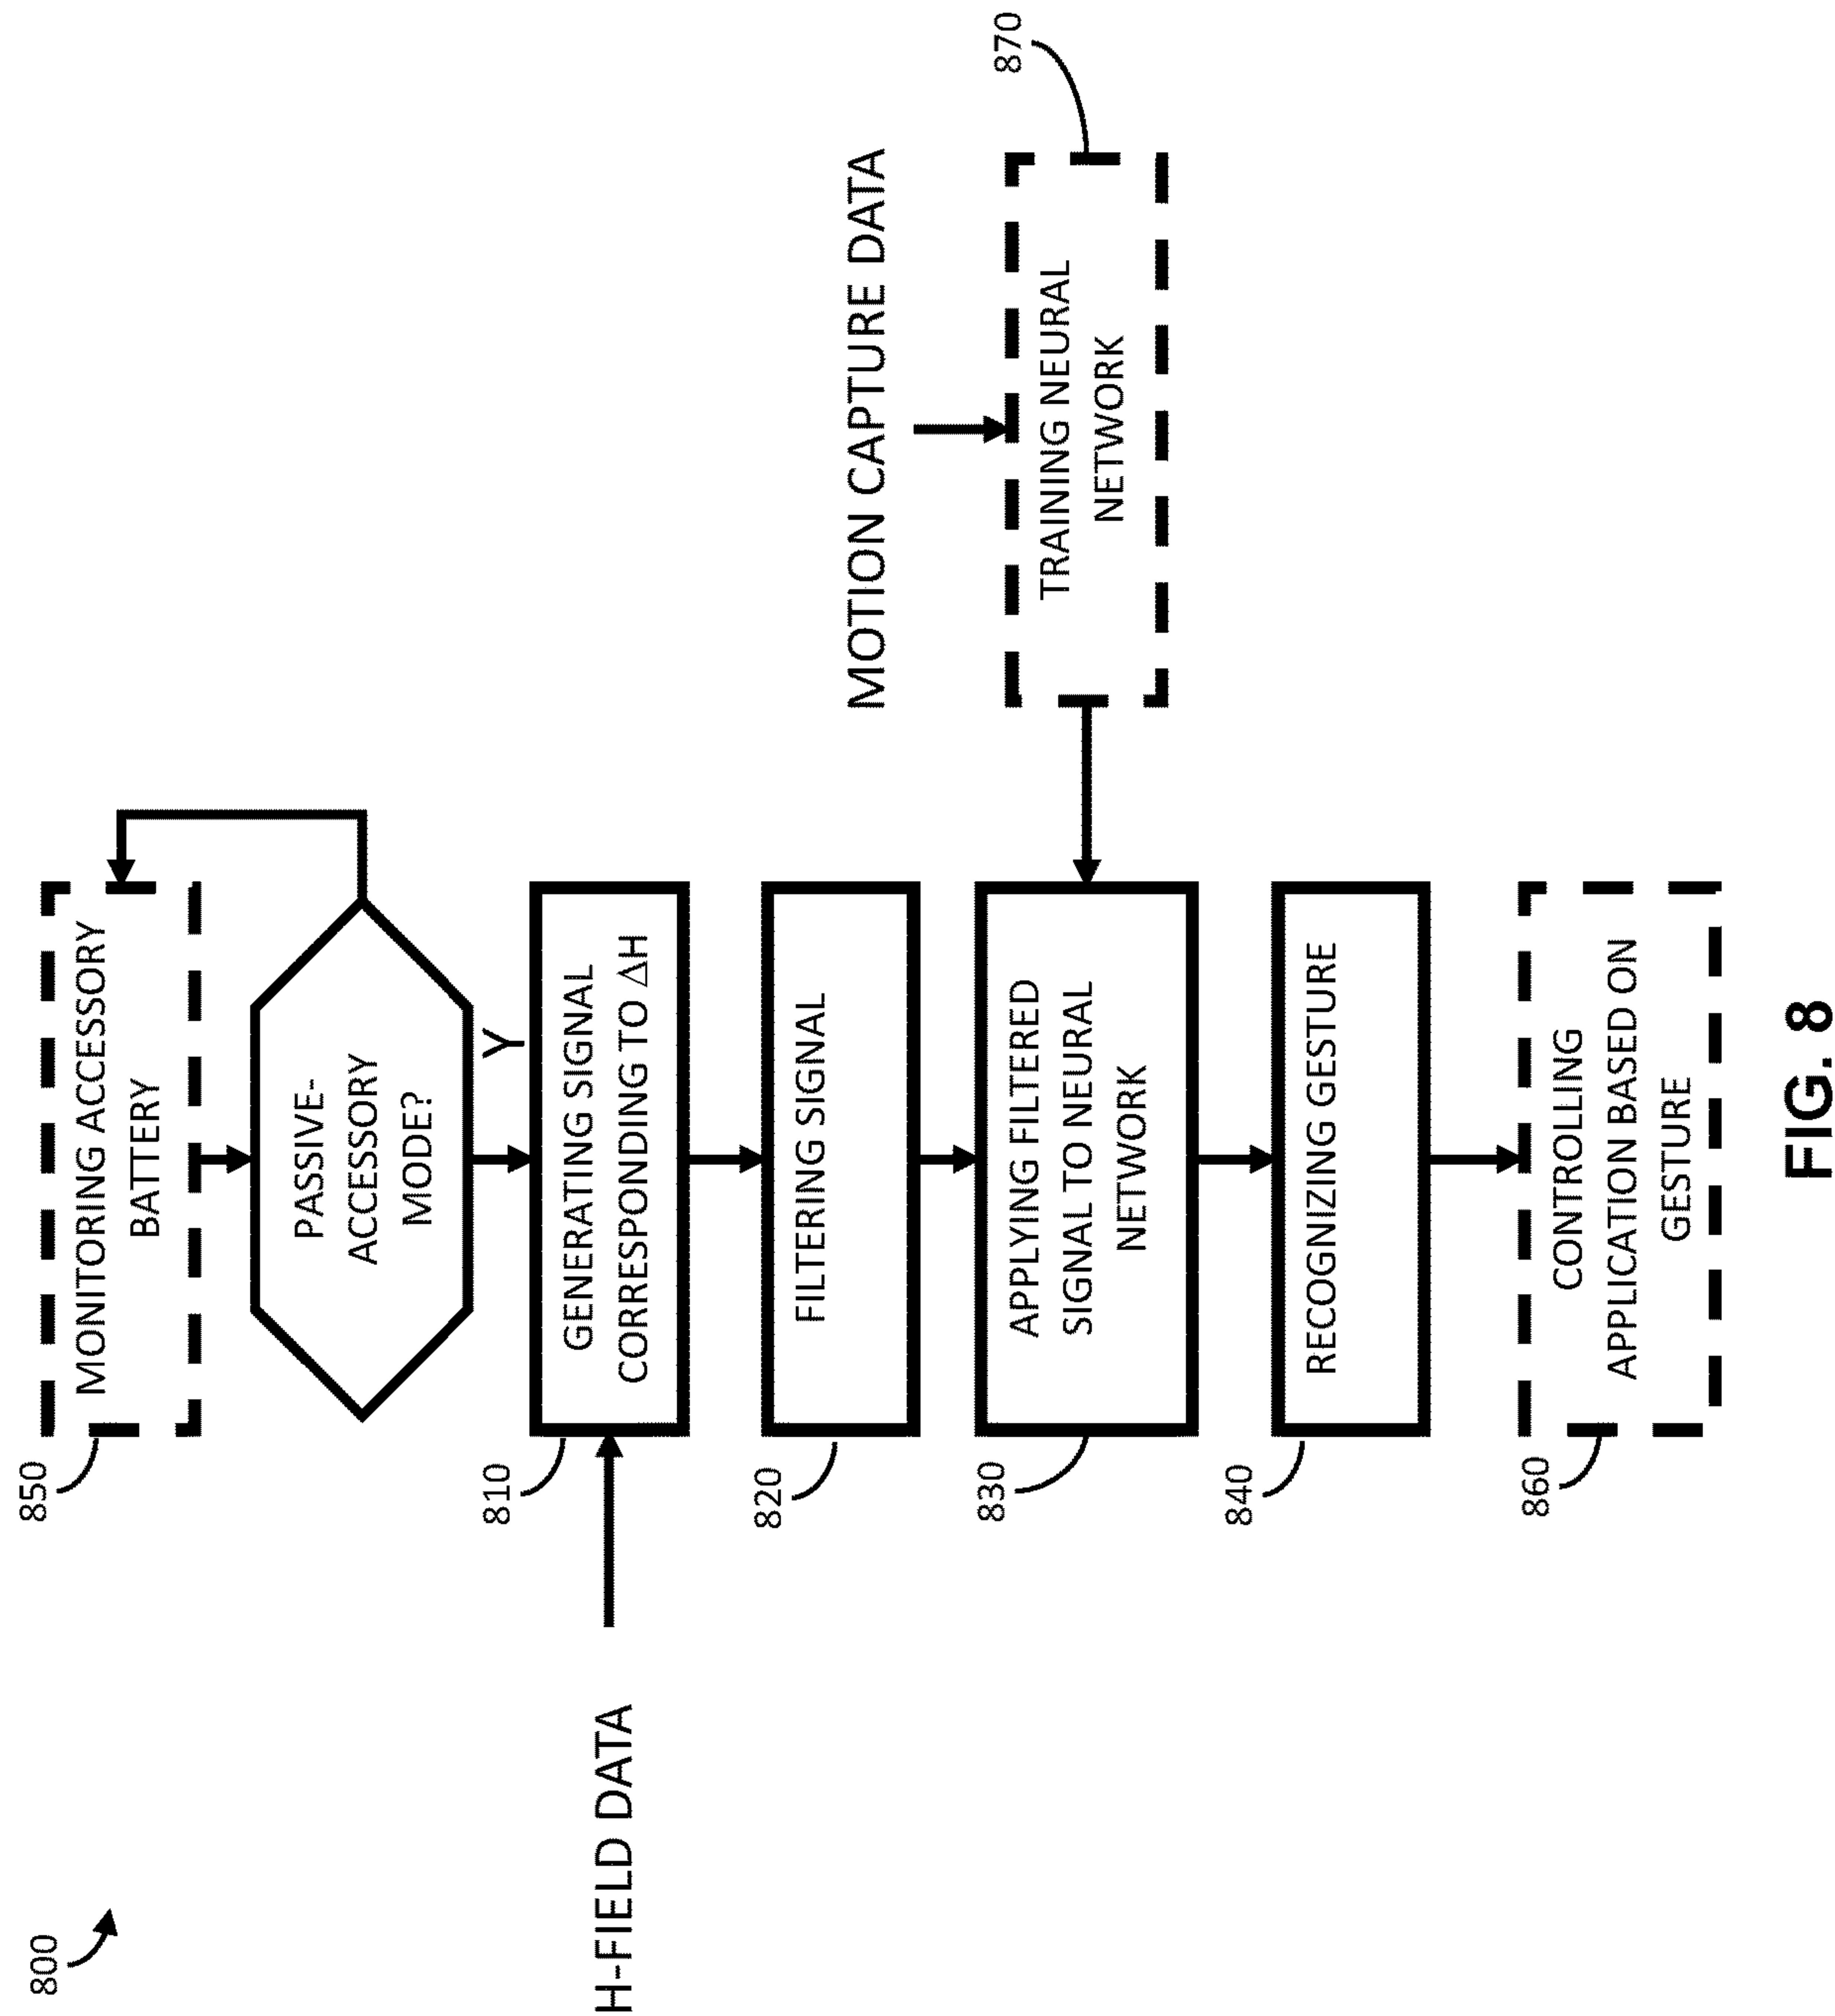 800
850
MONITORING ACCESSORY
BATTERY
PASSIVE-
ACCESSORY
MODE?
Y
H-FIELD DATA
810
GENERATING SIGNAL
CORRESPONDING TO ΔH
820
FILTERING SIGNAL
MOTION CAPTURE DATA
870
TRAINING NEURAL
NETWORK
830
APPLYING FILTERED
SIGNAL TO NEURAL
NETWORK
840
RECOGNIZING GESTURE
860
CONTROLLING
APPLICATION BASED ON
GESTURE
FIG. 8